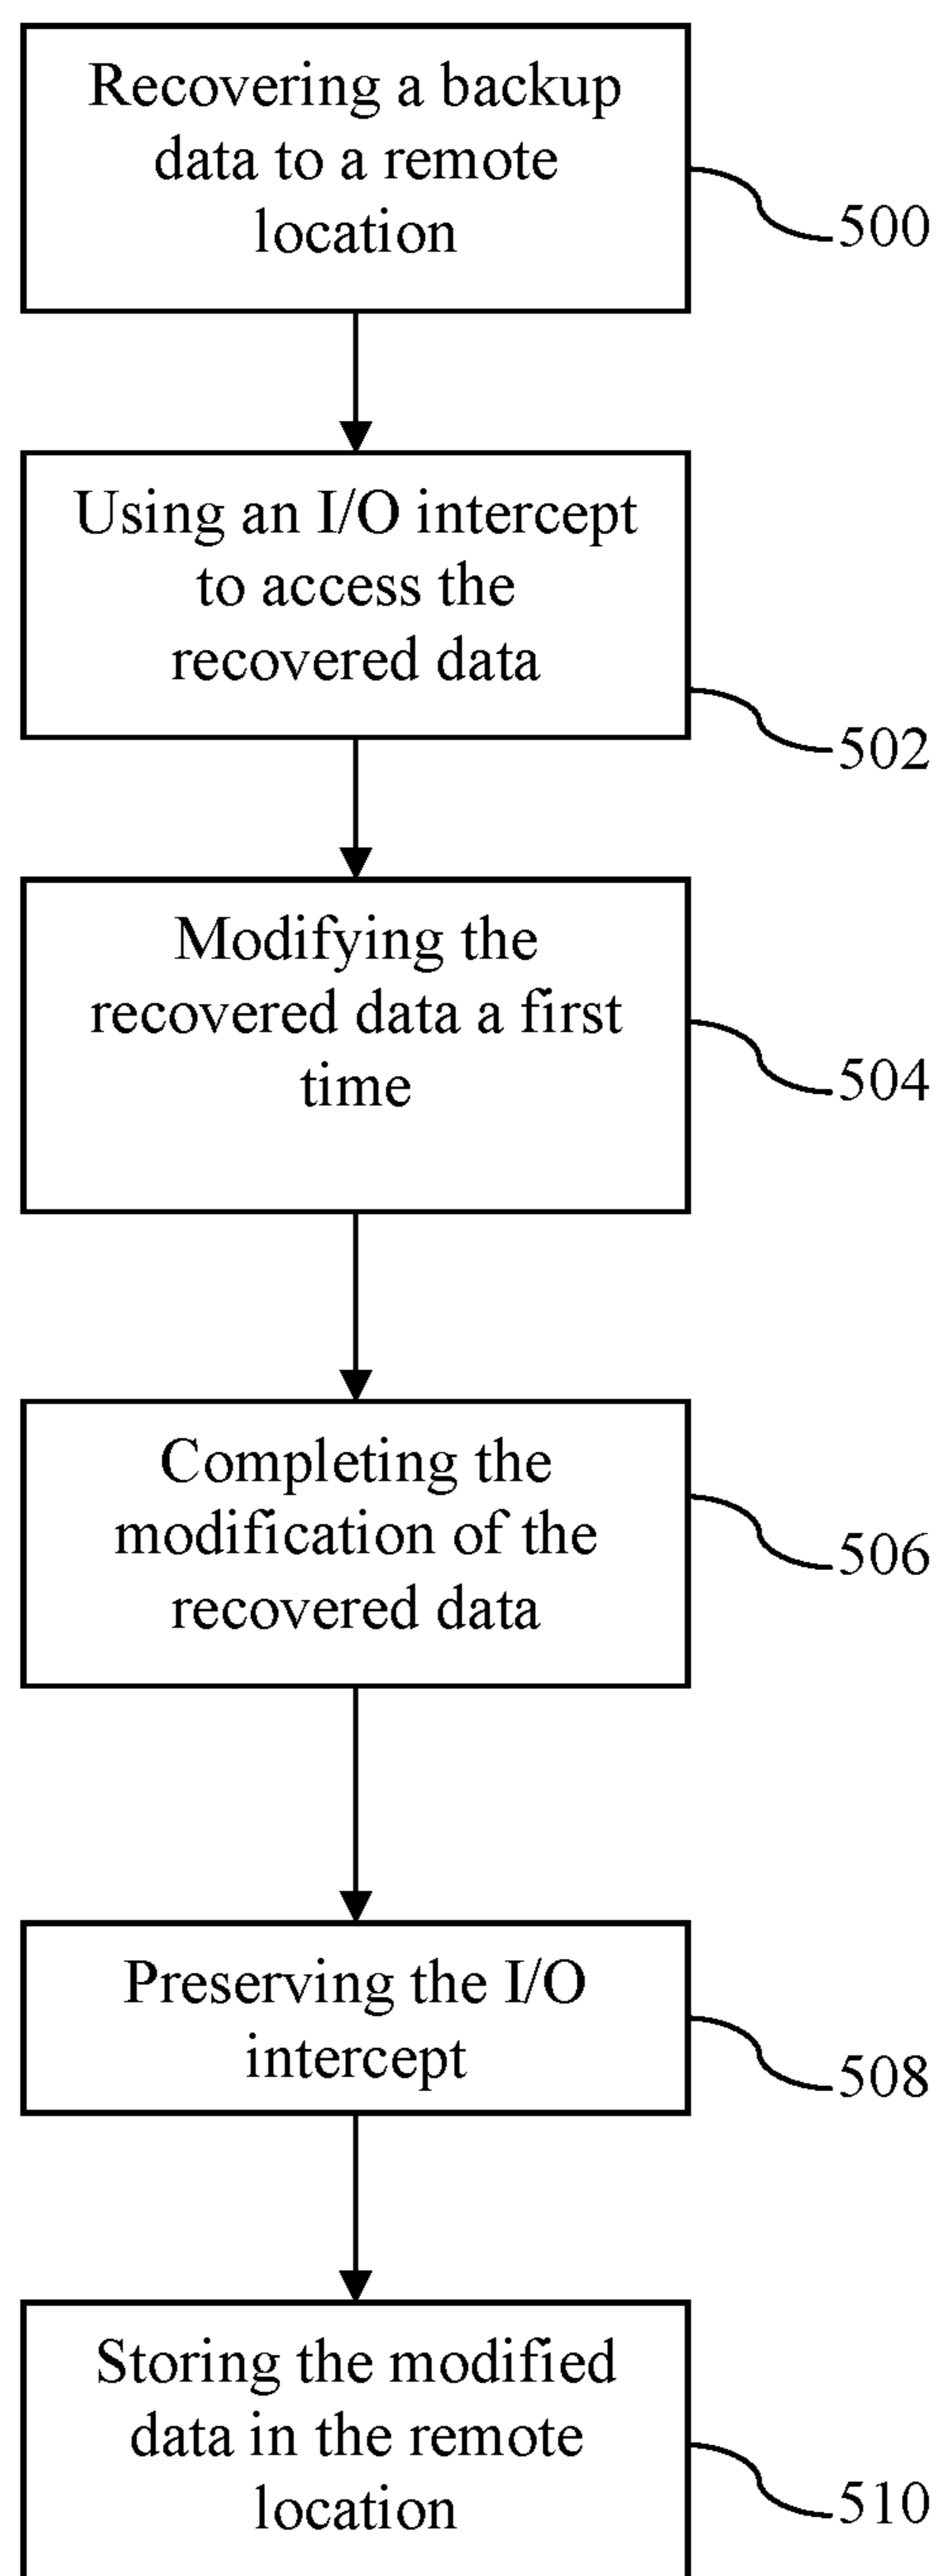 Recovering a backup
data to a remote
location
500
Using an I/O intercept
to access the
recovered data
502
Modifying the
recovered data a first
time
504
Completing the
modification of the
recovered data
506
Preserving the I/O
intercept
508
Storing the modified
data in the remote
location
510